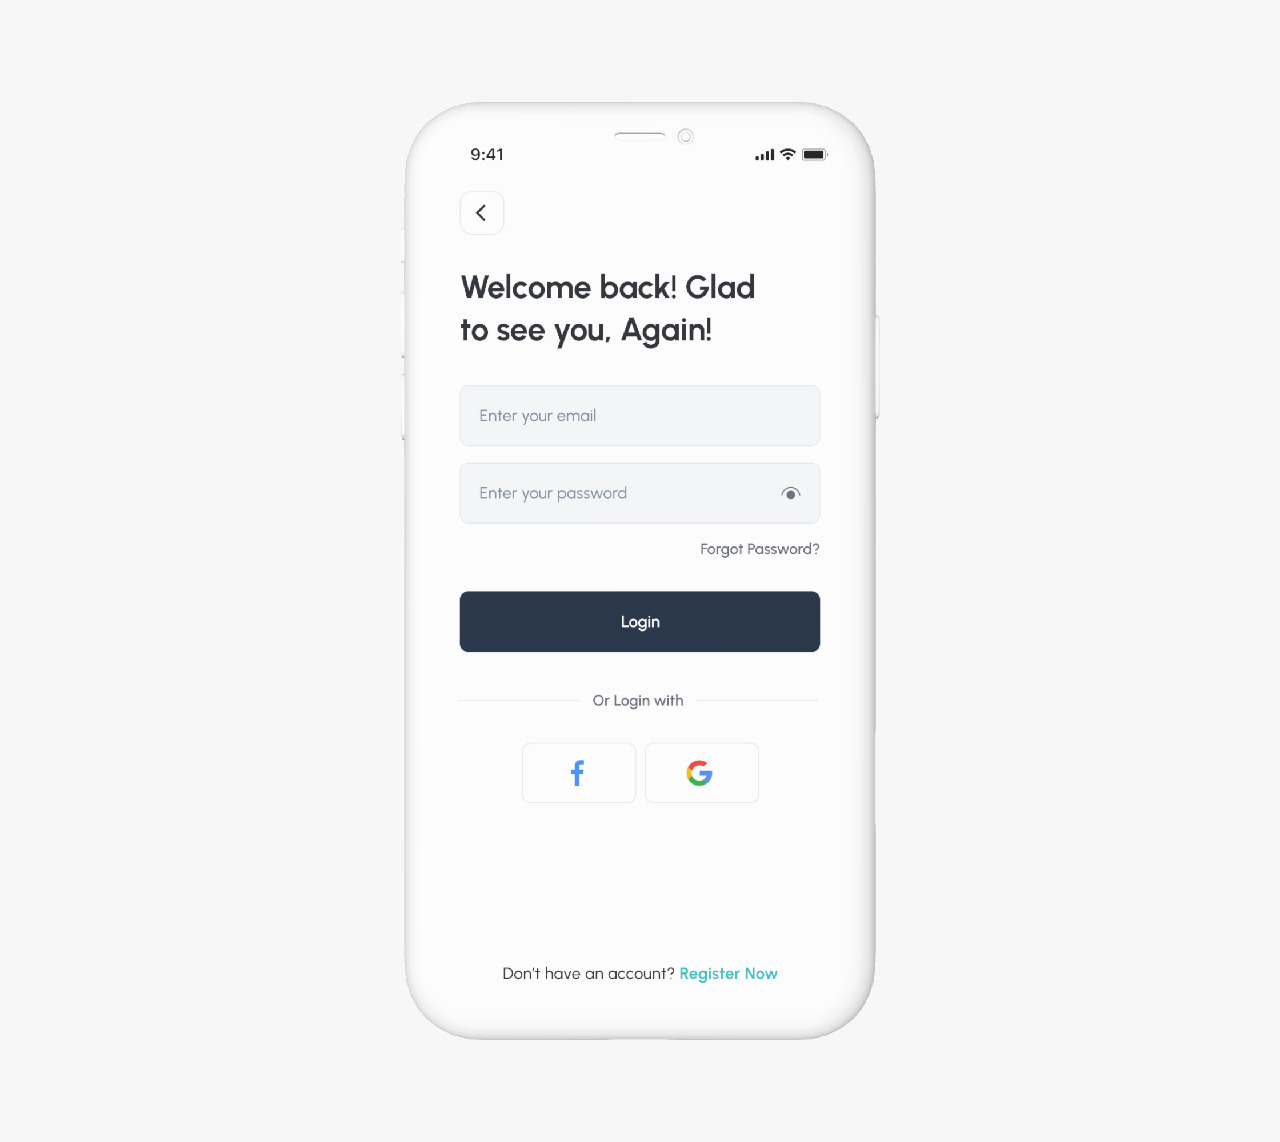 9:41
Welcome back! Glad
to see you, Again!
Enter your email
Enter your password
Forgot Password?
Login
Or Login with
Don't have an account? Register Now